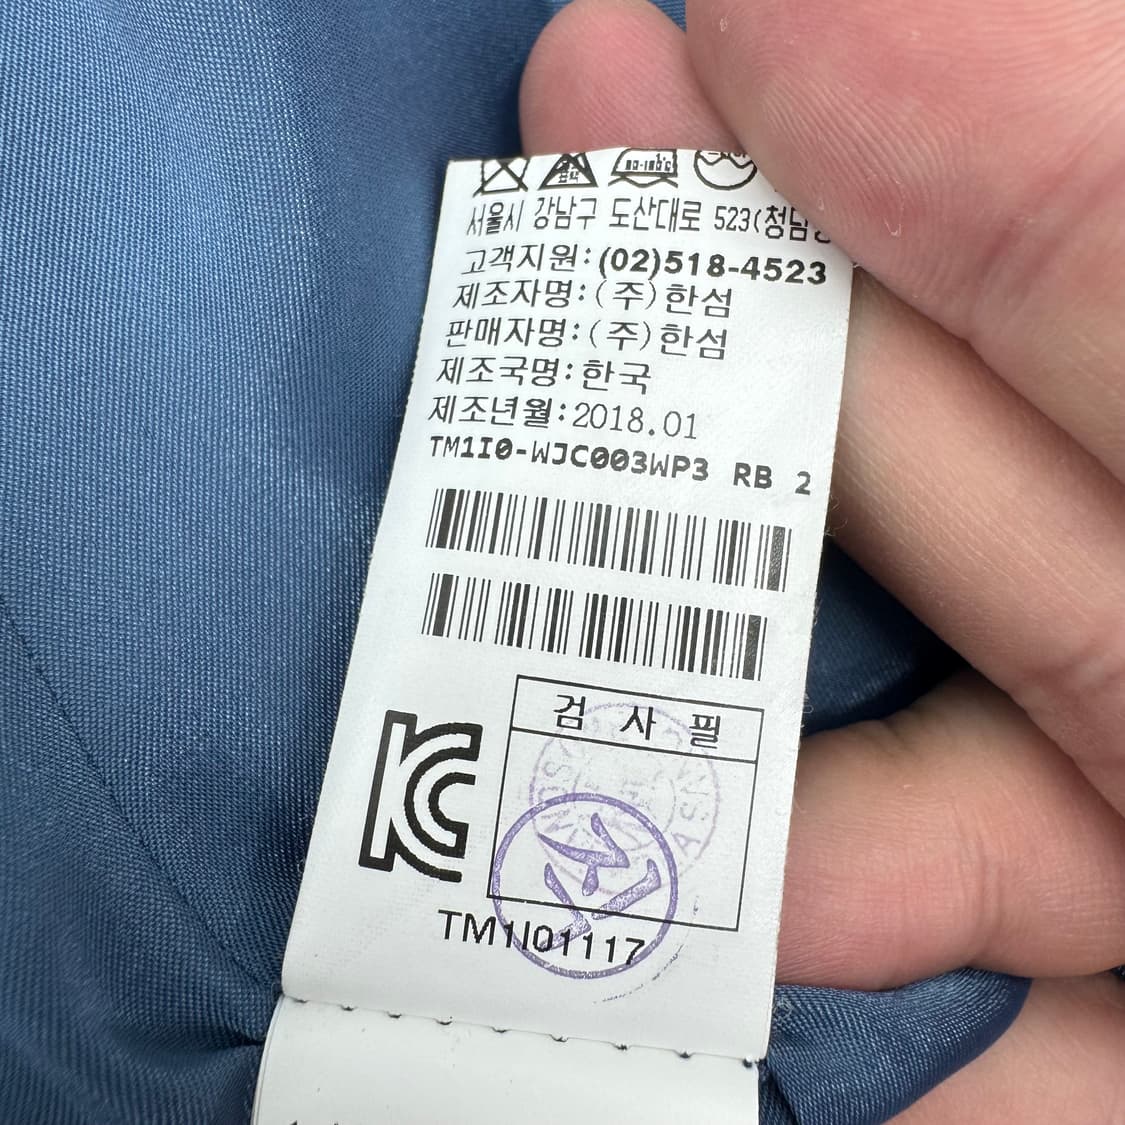 서울시 강남구 도산대로 523(청담동
고객지원:(02)518-4523
제조자명:(주)한섬
판매자명:(주)한섬
제조국명:한국
제조년월:2018.01
TM1I0-WJC003WP3 RB 2
검 사 필
KC
TM1I01117